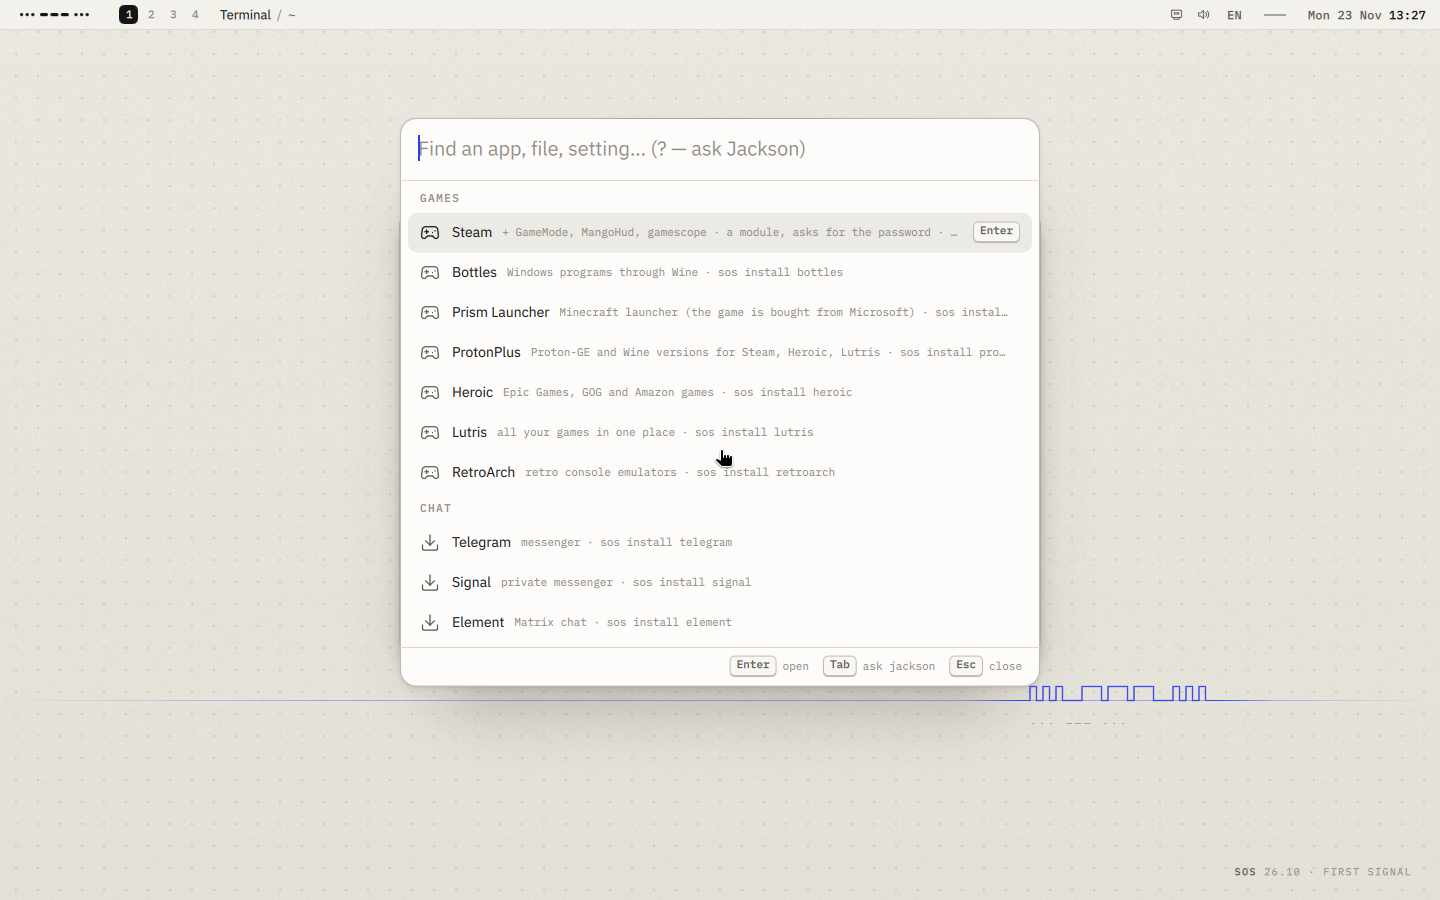 1 2 3 4 Terminal / ~ EN Mon 23 Nov 13:27
Find an app, file, setting... (? — ask Jackson)
GAMES
Steam + GameMode, MangoHud, gamescope · a module, asks for the password · … Enter
Bottles Windows programs through Wine · sos install bottles
Prism Launcher Minecraft launcher (the game is bought from Microsoft) · sos instal…
ProtonPlus Proton-GE and Wine versions for Steam, Heroic, Lutris · sos install pro…
Heroic Epic Games, GOG and Amazon games · sos install heroic
Lutris all your games in one place · sos install lutris
RetroArch retro console emulators · sos install retroarch
CHAT
Telegram messenger · sos install telegram
Signal private messenger · sos install signal
Element Matrix chat · sos install element
Enter open Tab ask jackson Esc close
··· ——— ···
SOS 26.10 · FIRST SIGNAL